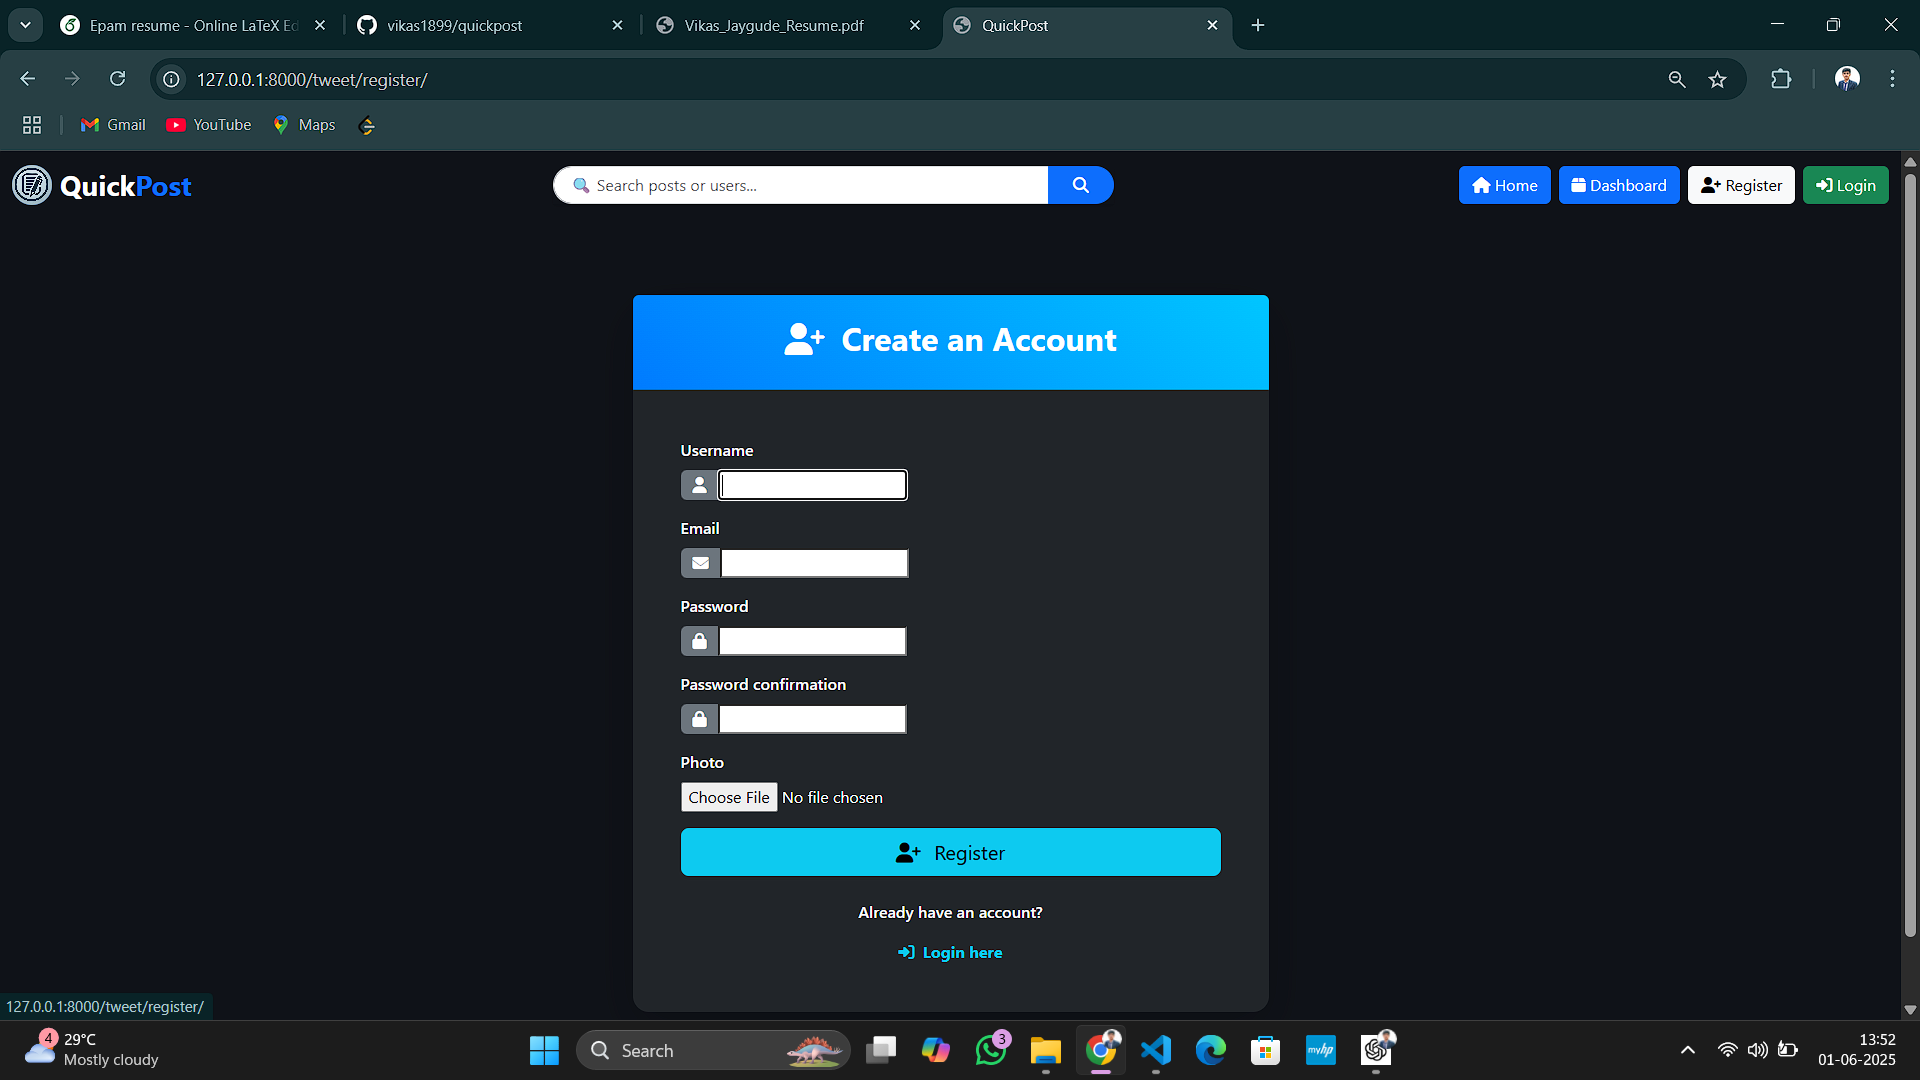 Epam resume - Online LaTeX Ed
vikas1899/quickpost
Vikas_Jaygude_Resume.pdf
QuickPost
127.0.0.1:8000/tweet/register/
Gmail
YouTube
Maps
QuickPost
Search posts or users...
Home
Dashboard
Register
Login
Create an Account
Username
Email
Password
Password confirmation
Photo
Choose File No file chosen
Register
Already have an account?
Login here
127.0.0.1:8000/tweet/register/
4
29°C
Mostly cloudy
Search
3
myhp
13:52
01-06-2025